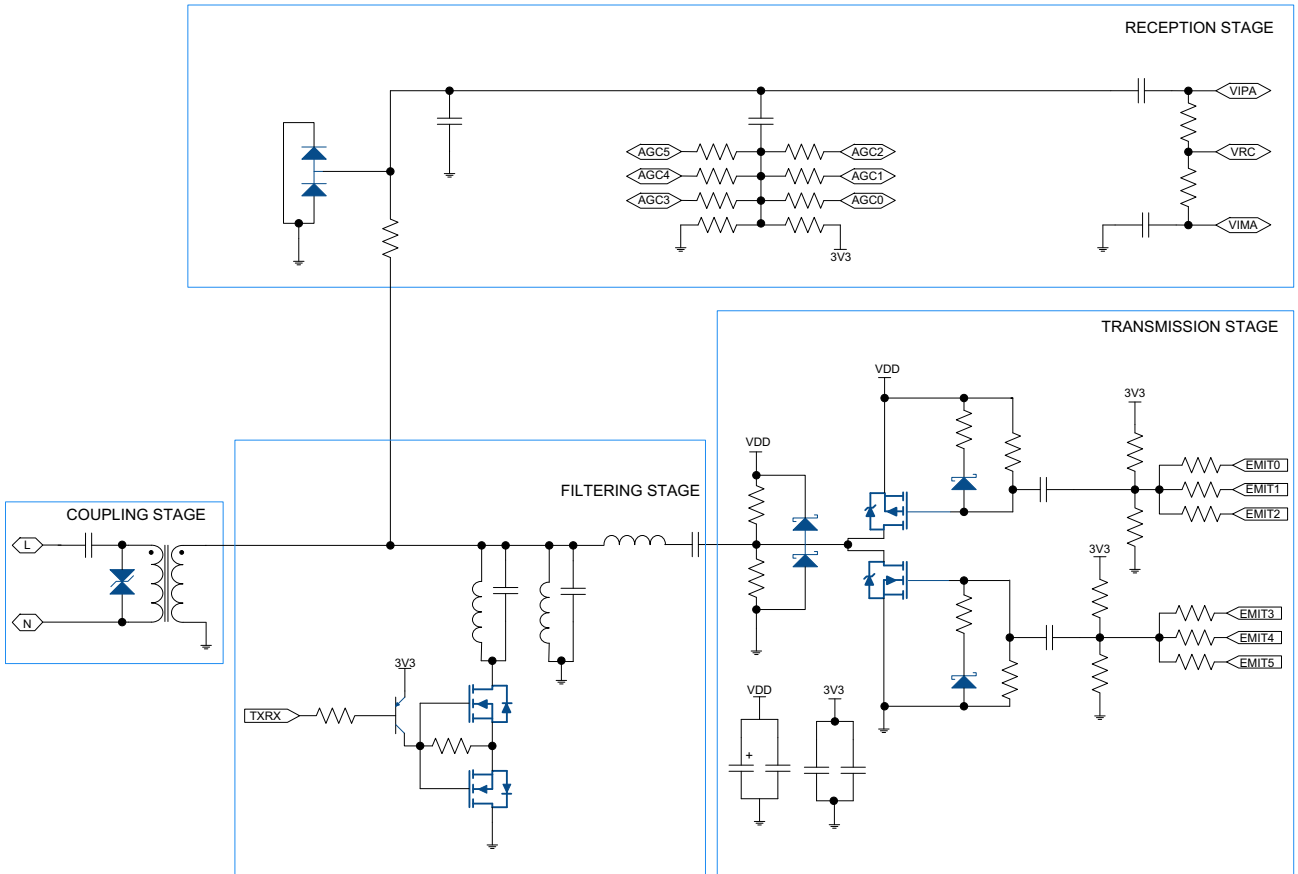 RECEPTION STAGE
VIPA
AGC5
AGC2
VRC
AGC4
AGC1
AGC3
AGC0
VIMA
3V3
TRANSMISSION STAGE
VDD
3V3
VDD
EMIT0
EMIT1
EMIT2
FILTERING STAGE
COUPLING STAGE
L
N
3V3
EMIT3
EMIT4
EMIT5
3V3
TXRX
VDD
3V3
+